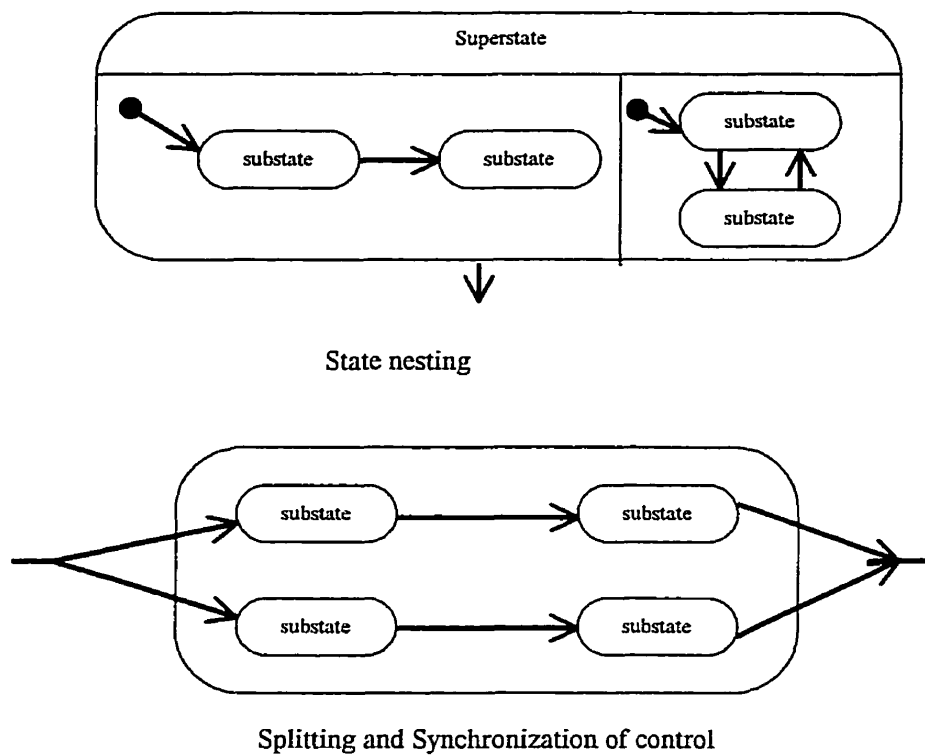 Superstate
substate
substate
substate
substate
State nesting
substate
substate
substate
substate
Splitting and Synchronization of control